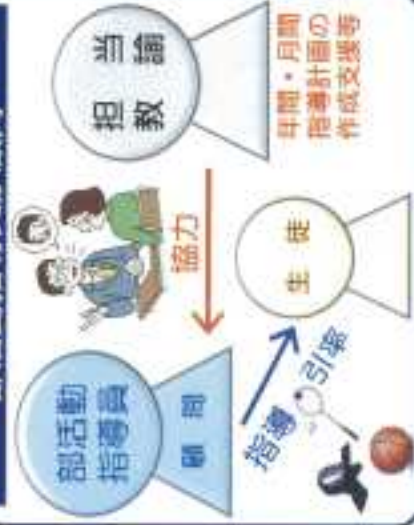 部活動
指導員
顧問
協力
担当
教諭
年間・月間
指導計画の
作成支援等
指導・引率
生徒